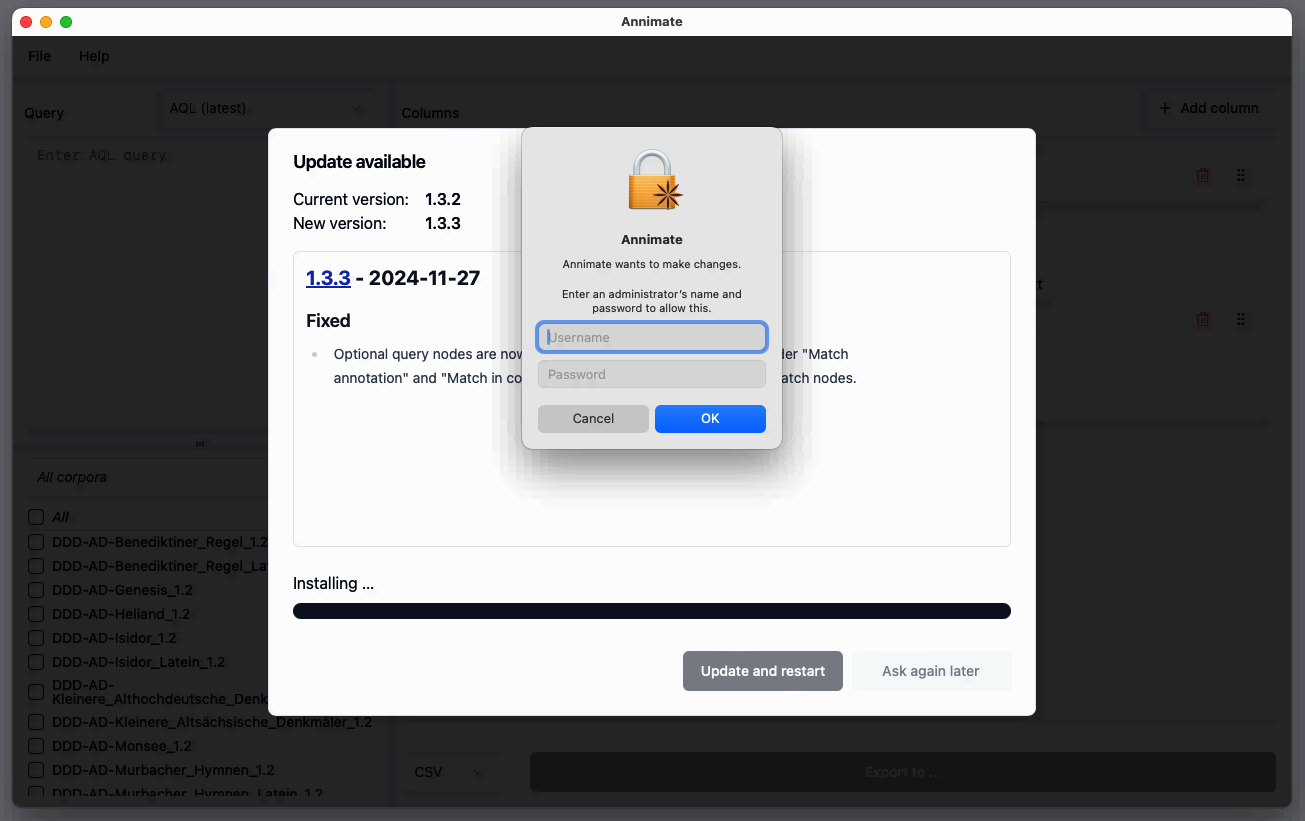 Annimate
File
Help
Query
AQL (latest)
Columns
Add column
Enter AQL query
Update available
Current version: 1.3.2
New version: 1.3.3
1.3.3 - 2024-11-27
Fixed
Optional query nodes are now
der "Match
annotation" and "Match in co
atch nodes.
Annimate
Annimate wants to make changes.
Enter an administrator's name and
password to allow this.
Username
Password
Cancel
OK
Installing ...
Update and restart
Ask again later
All corpora
All
DDD-AD-Benediktiner_Regel_1.2
DDD-AD-Benediktiner_Regel_La
DDD-AD-Genesis_1.2
DDD-AD-Heliand_1.2
DDD-AD-Isidor_1.2
DDD-AD-Isidor_Latein_1.2
DDD-AD-
Kleinere_Althochdeutsche_Denk
DDD-AD-Kleinere_Altsächsische_Denkmäler_1.2
DDD-AD-Monsee_1.2
DDD-AD-Murbacher_Hymnen_1.2
DDD-AD-Murbacher_Hymnen_Latein_1.2
CSV
Export to ...